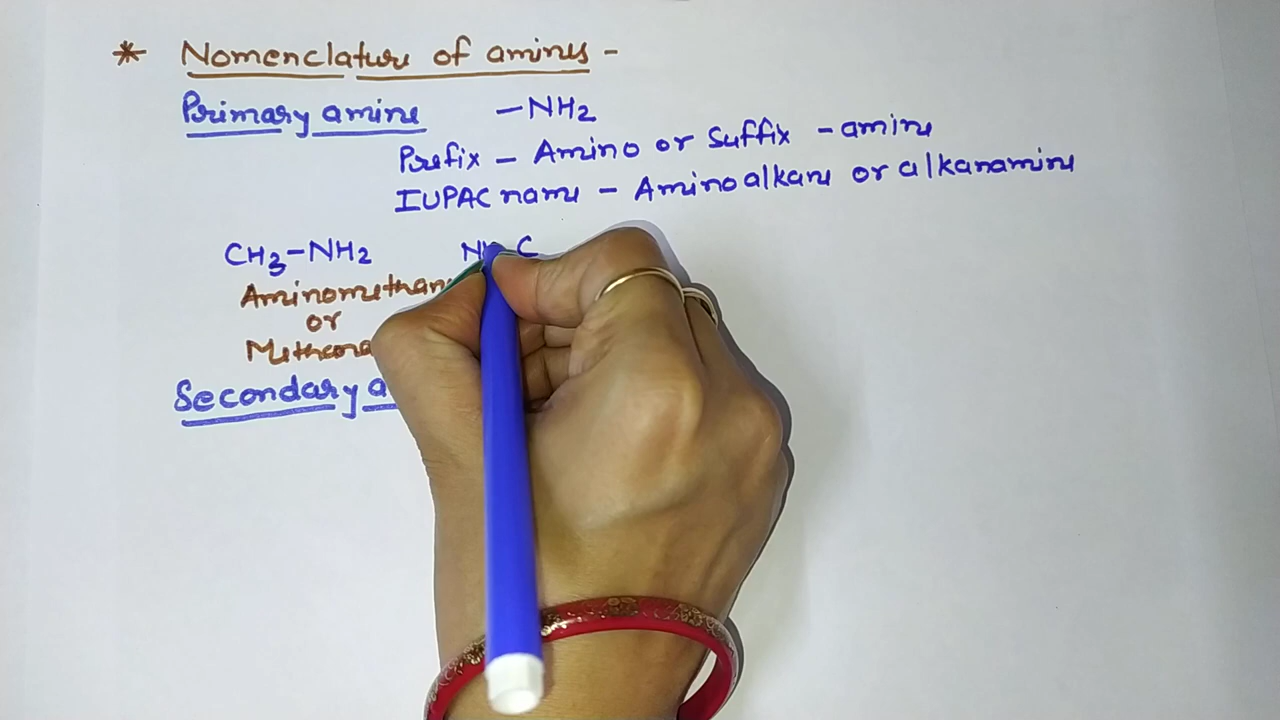 * Nomenclature of amines -
Primary amine -NH2
Prefix - Amino or Suffix - amine
IUPAC name - Aminoalkane or alkanamine
CH3-NH2 C
or
Secondary